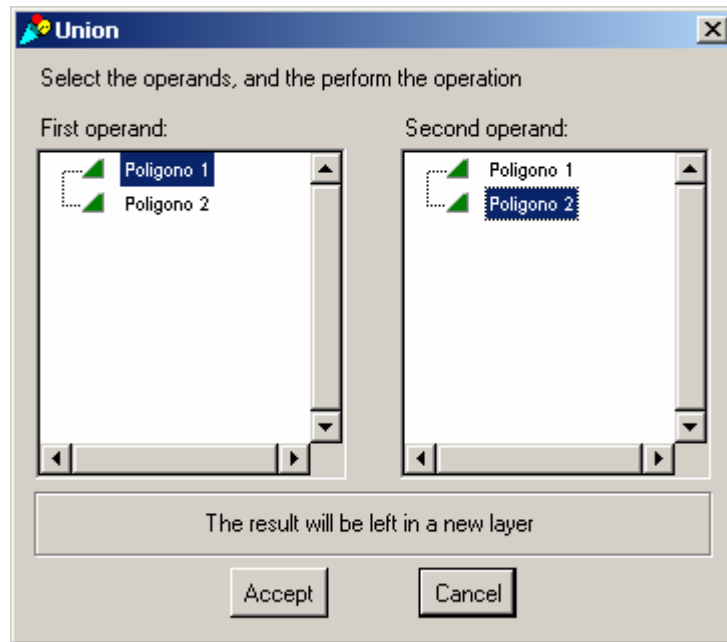 Union
Select the operands, and the perform the operation
First operand:
Second operand:
Poligono 1
Poligono 2
Poligono 1
Poligono 2
The result will be left in a new layer
Accept
Cancel